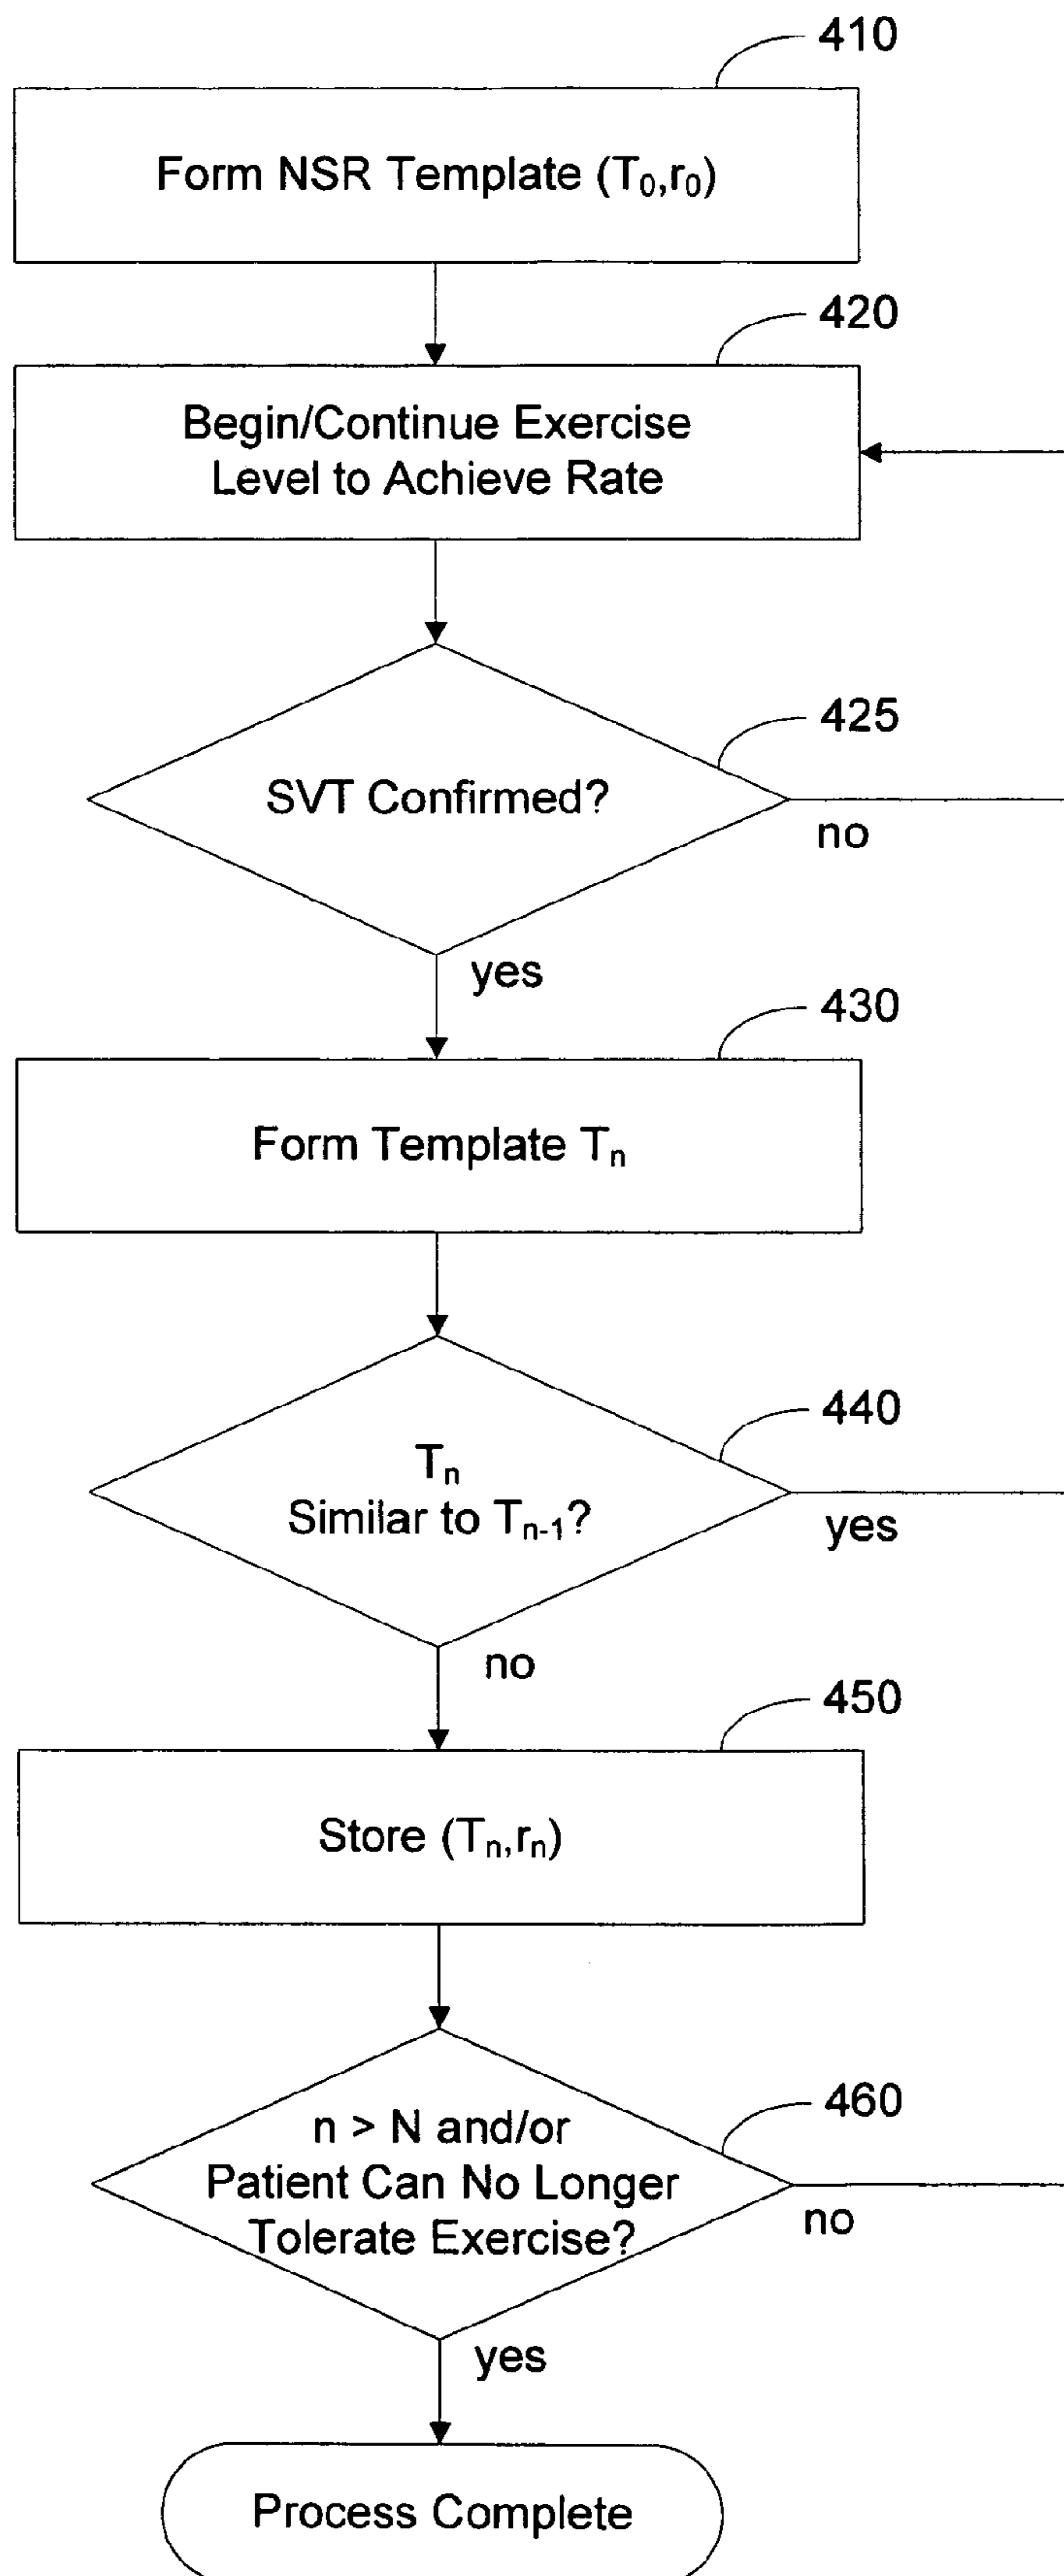 410
Form NSR Template (T₀,r₀)
420
Begin/Continue Exercise
Level to Achieve Rate
425
SVT Confirmed?
no
yes
430
Form Template Tₙ
440
Tₙ
Similar to Tₙ₋₁?
yes
no
450
Store (Tₙ,rₙ)
460
n > N and/or
Patient Can No Longer
Tolerate Exercise?
no
yes
Process Complete